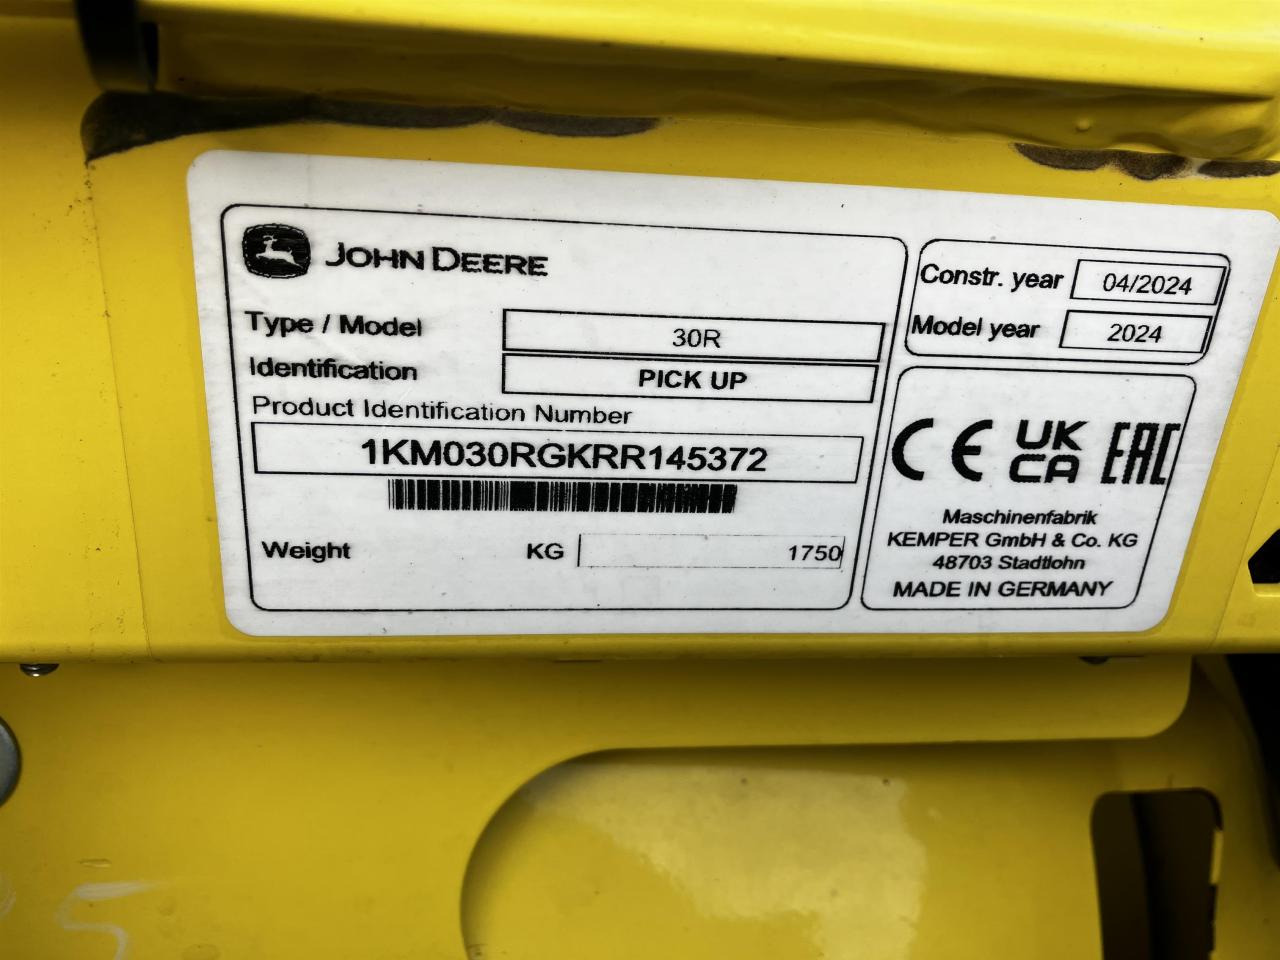 JOHN DEERE
Type / Model 30R
Identification PICK UP
Product Identification Number
1KM030RGKRR145372
Weight KG 1750
Constr. year 04/2024
Model year 2024
CE UK CA EAC
Maschinenfabrik
KEMPER GmbH & Co. KG
48703 Stadtlohn
MADE IN GERMANY
5